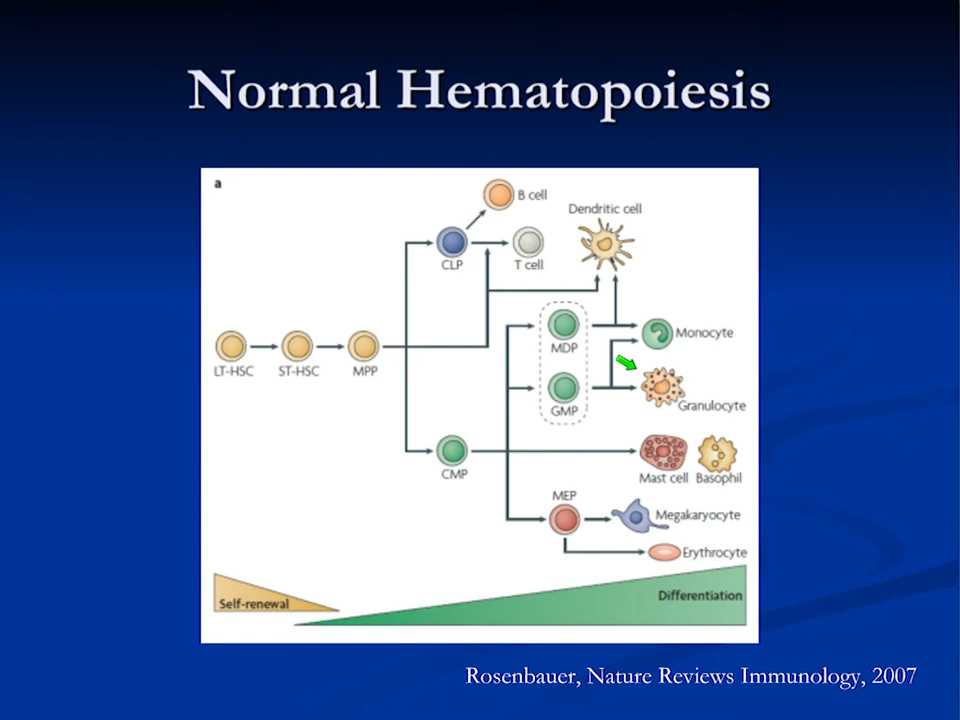 Normal Hematopoiesis
a
B cell
Dendritic cell
CLP
T cell
Monocyte
MDP
LT-HSC
ST-HSC
MPP
GMP
Granulocyte
CMP
Mast cell
Basophil
MEP
Megakaryocyte
Erythrocyte
Self-renewal
Differentiation
Rosenbauer, Nature Reviews Immunology, 2007